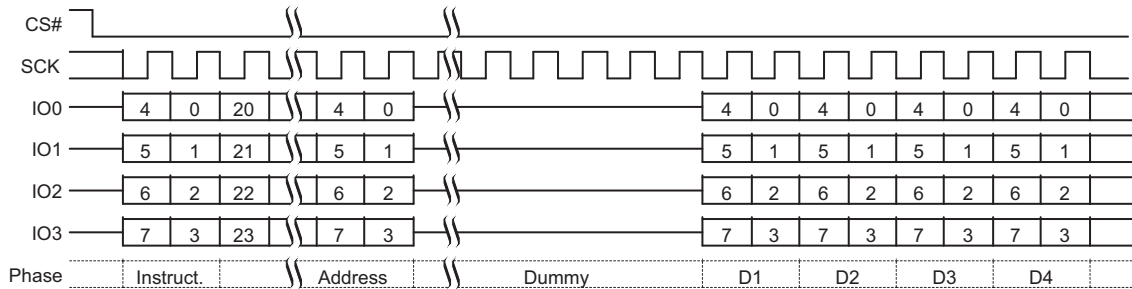 CS#
SCK
IO0 4 0 20 4 0 4 0 4 0 4 0 4 0
IO1 5 1 21 5 1 5 1 5 1 5 1 5 1
IO2 6 2 22 6 2 6 2 6 2 6 2 6 2
IO3 7 3 23 7 3 7 3 7 3 7 3 7 3
Phase Instruct. Address Dummy D1 D2 D3 D4